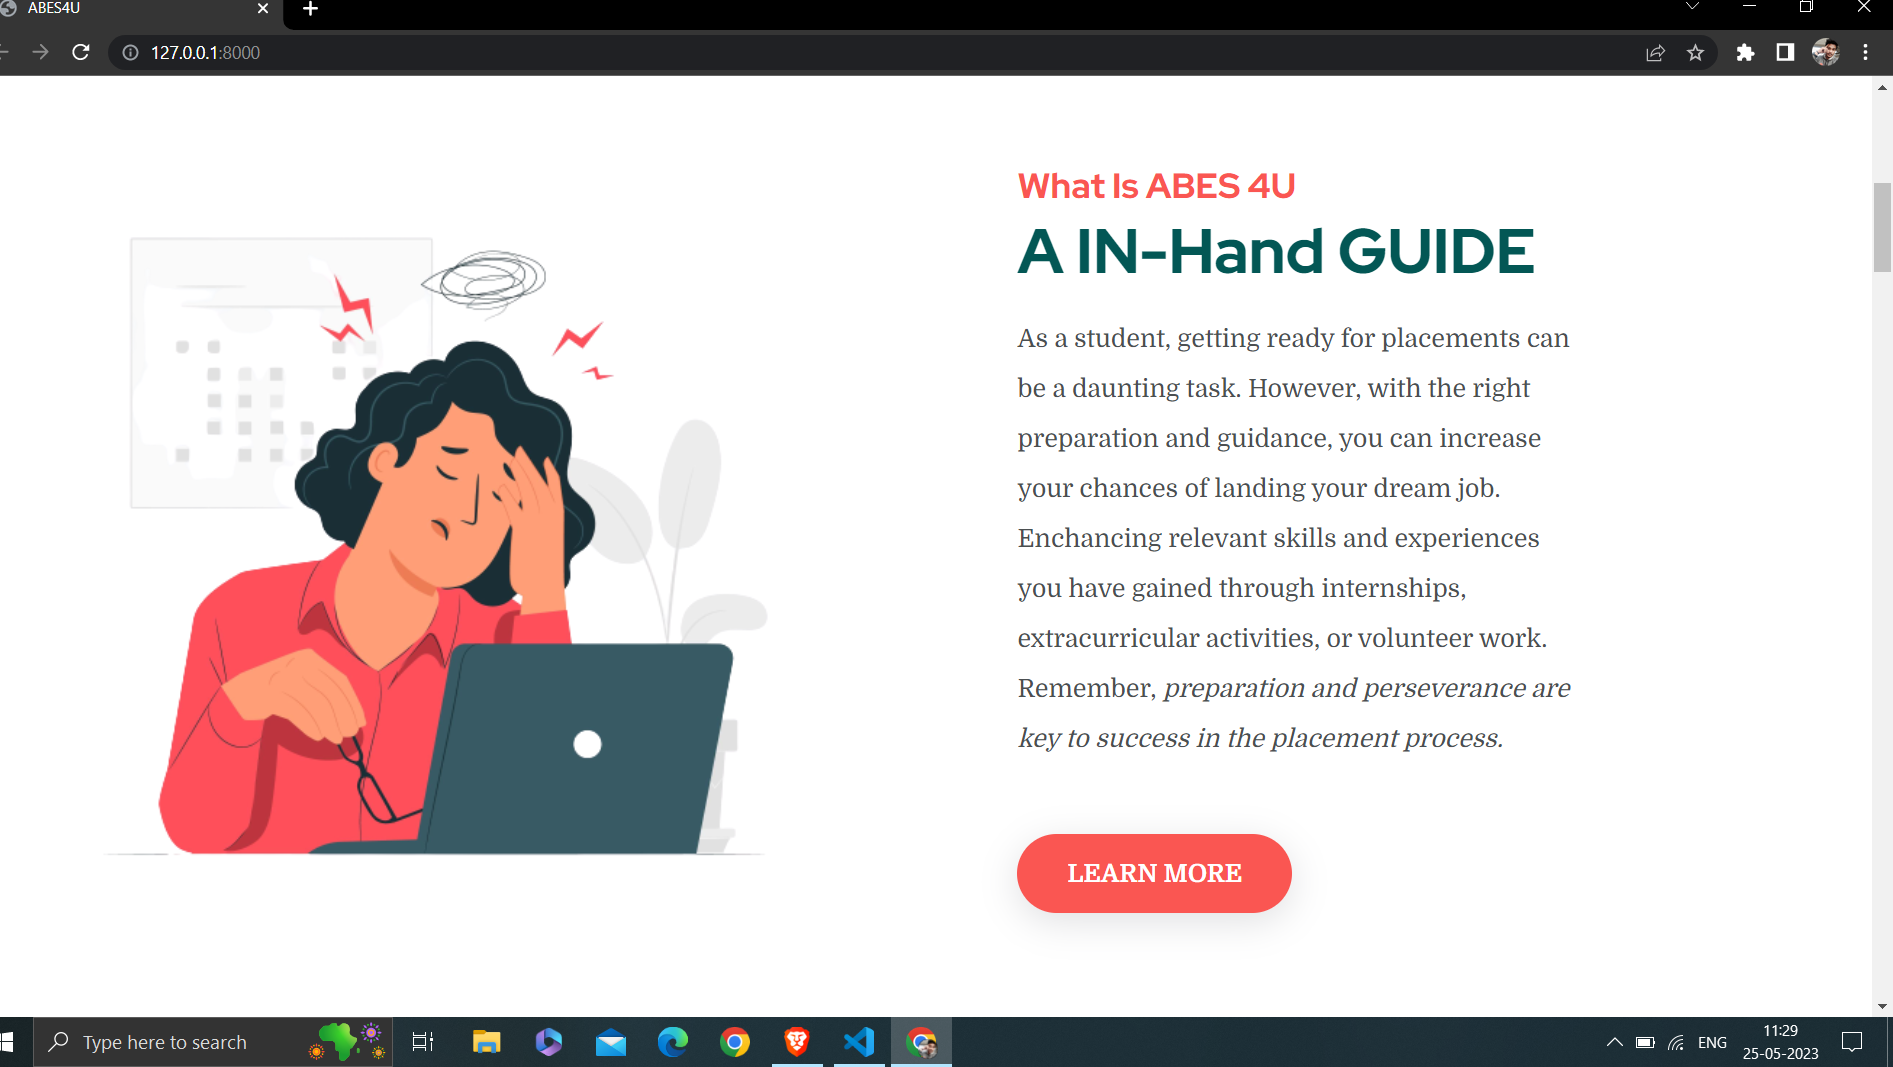 ABES4U
127.0.0.1:8000
What Is ABES 4U
A IN-Hand GUIDE
As a student, getting ready for placements can
be a daunting task. However, with the right
preparation and guidance, you can increase
your chances of landing your dream job.
Enchancing relevant skills and experiences
you have gained through internships,
extracurricular activities, or volunteer work.
Remember, preparation and perseverance are
key to success in the placement process.
LEARN MORE
Type here to search
ENG
11:29
25-05-2023